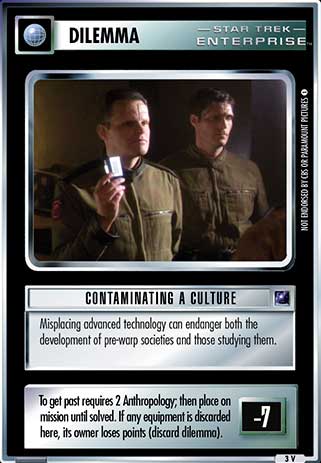 DILEMMA
STAR TREK
ENTERPRISE™
NOT ENDORSED BY CBS OR PARAMOUNT PICTURES
CONTAMINATING A CULTURE
Misplacing advanced technology can endanger both the
development of pre-warp societies and those studying them.
To get past requires 2 Anthropology; then place on
mission until solved. If any equipment is discarded
here, its owner loses points (discard dilemma).
-7
3 V